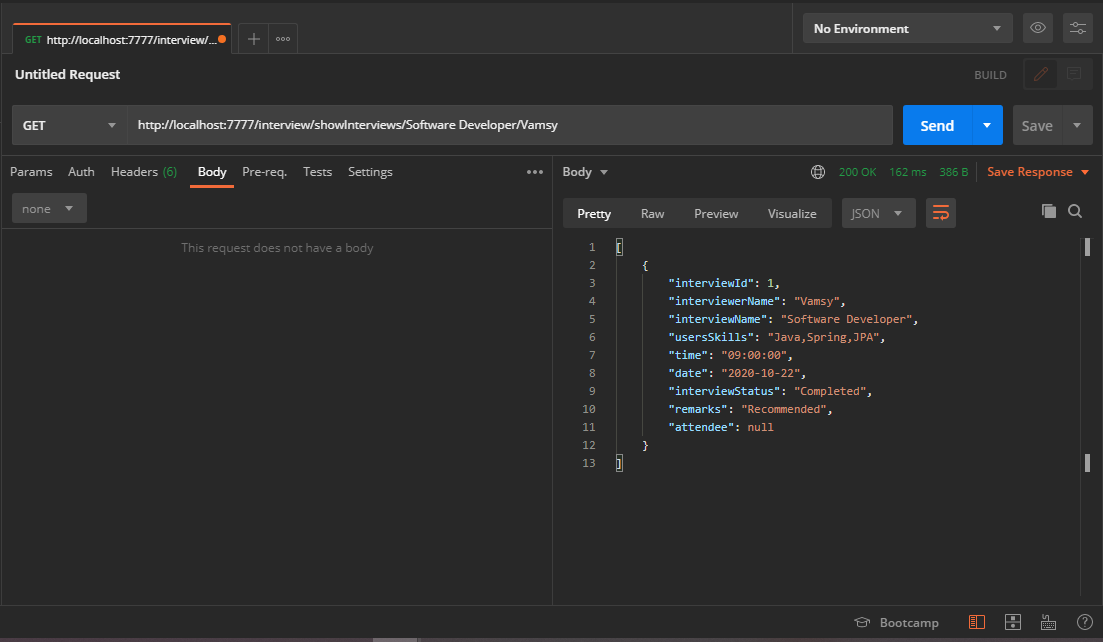 GET http://localhost:7777/interview/...
No Environment
Untitled Request
BUILD
GET http://localhost:7777/interview/showInterviews/Software Developer/Vamsy
Send
Save
Params Auth Headers (6) Body Pre-req. Tests Settings
none
This request does not have a body
Body
200 OK 162 ms 386 B Save Response
Pretty Raw Preview Visualize JSON
1 [
2 {
3 "interviewId": 1,
4 "interviewerName": "Vamsy",
5 "interviewName": "Software Developer",
6 "usersSkills": "Java,Spring,JPA",
7 "time": "09:00:00",
8 "date": "2020-10-22",
9 "interviewStatus": "Completed",
10 "remarks": "Recommended",
11 "attendee": null
12 }
13 ]
Bootcamp